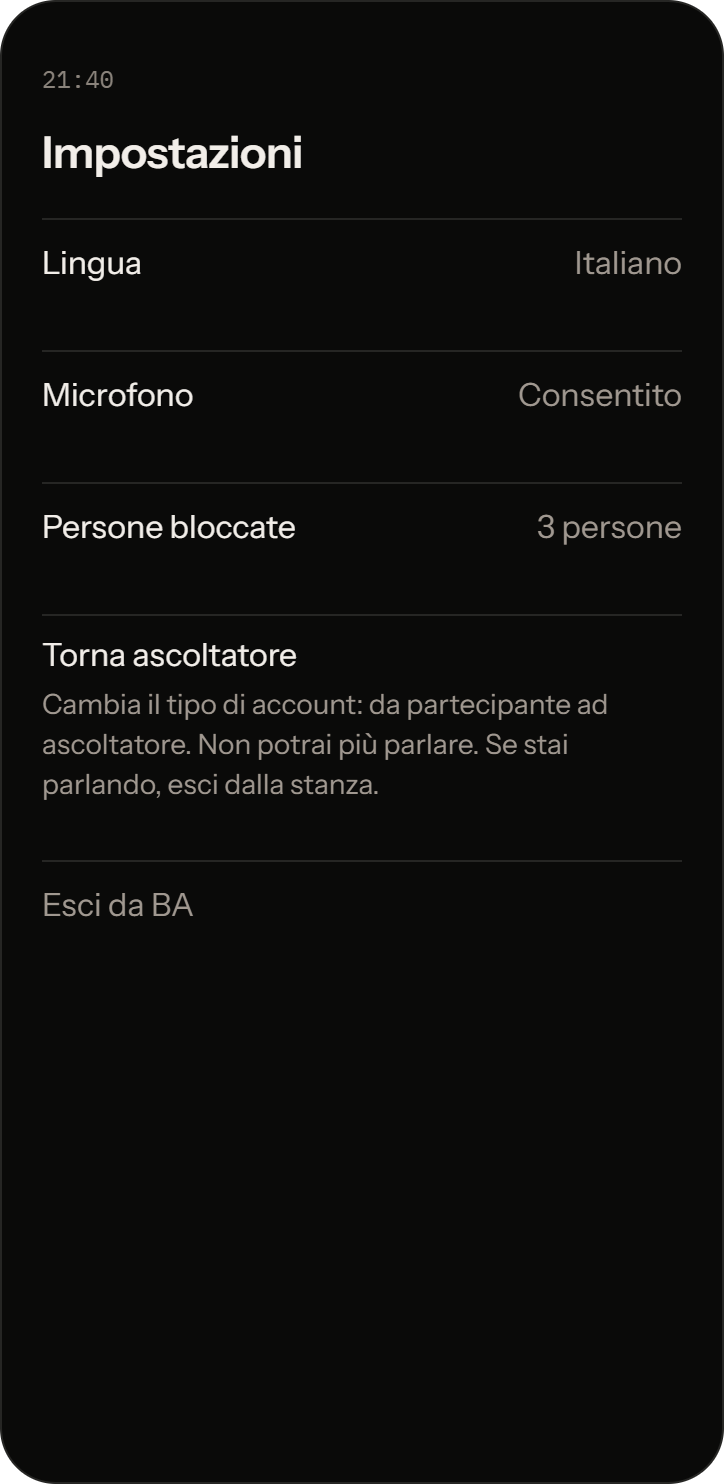 21:40
Impostazioni
Lingua Italiano
Microfono Consentito
Persone bloccate 3 persone
Torna ascoltatore
Cambia il tipo di account: da partecipante ad
ascoltatore. Non potrai più parlare. Se stai
parlando, esci dalla stanza.
Esci da BA